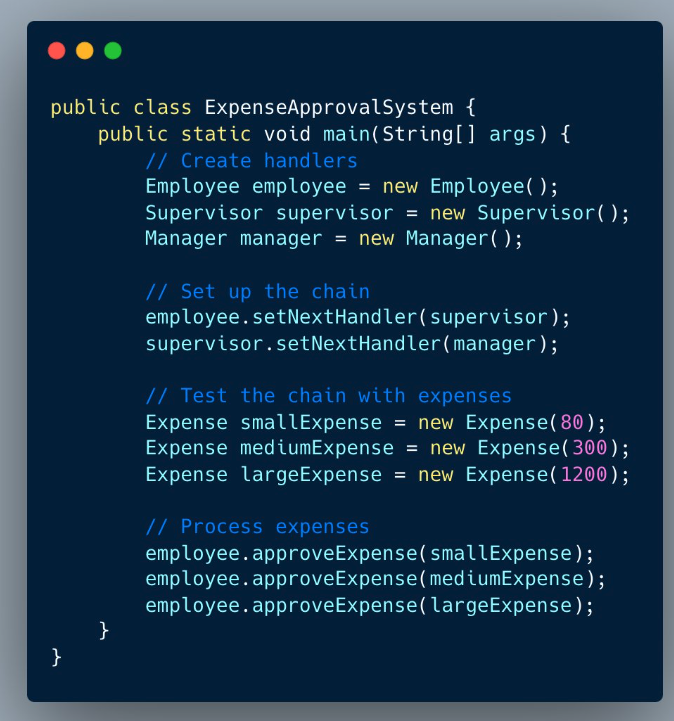 public class ExpenseApprovalSystem {
    public static void main(String[] args) {
        // Create handlers
        Employee employee = new Employee();
        Supervisor supervisor = new Supervisor();
        Manager manager = new Manager();

        // Set up the chain
        employee.setNextHandler(supervisor);
        supervisor.setNextHandler(manager);

        // Test the chain with expenses
        Expense smallExpense = new Expense(80);
        Expense mediumExpense = new Expense(300);
        Expense largeExpense = new Expense(1200);

        // Process expenses
        employee.approveExpense(smallExpense);
        employee.approveExpense(mediumExpense);
        employee.approveExpense(largeExpense);
    }
}